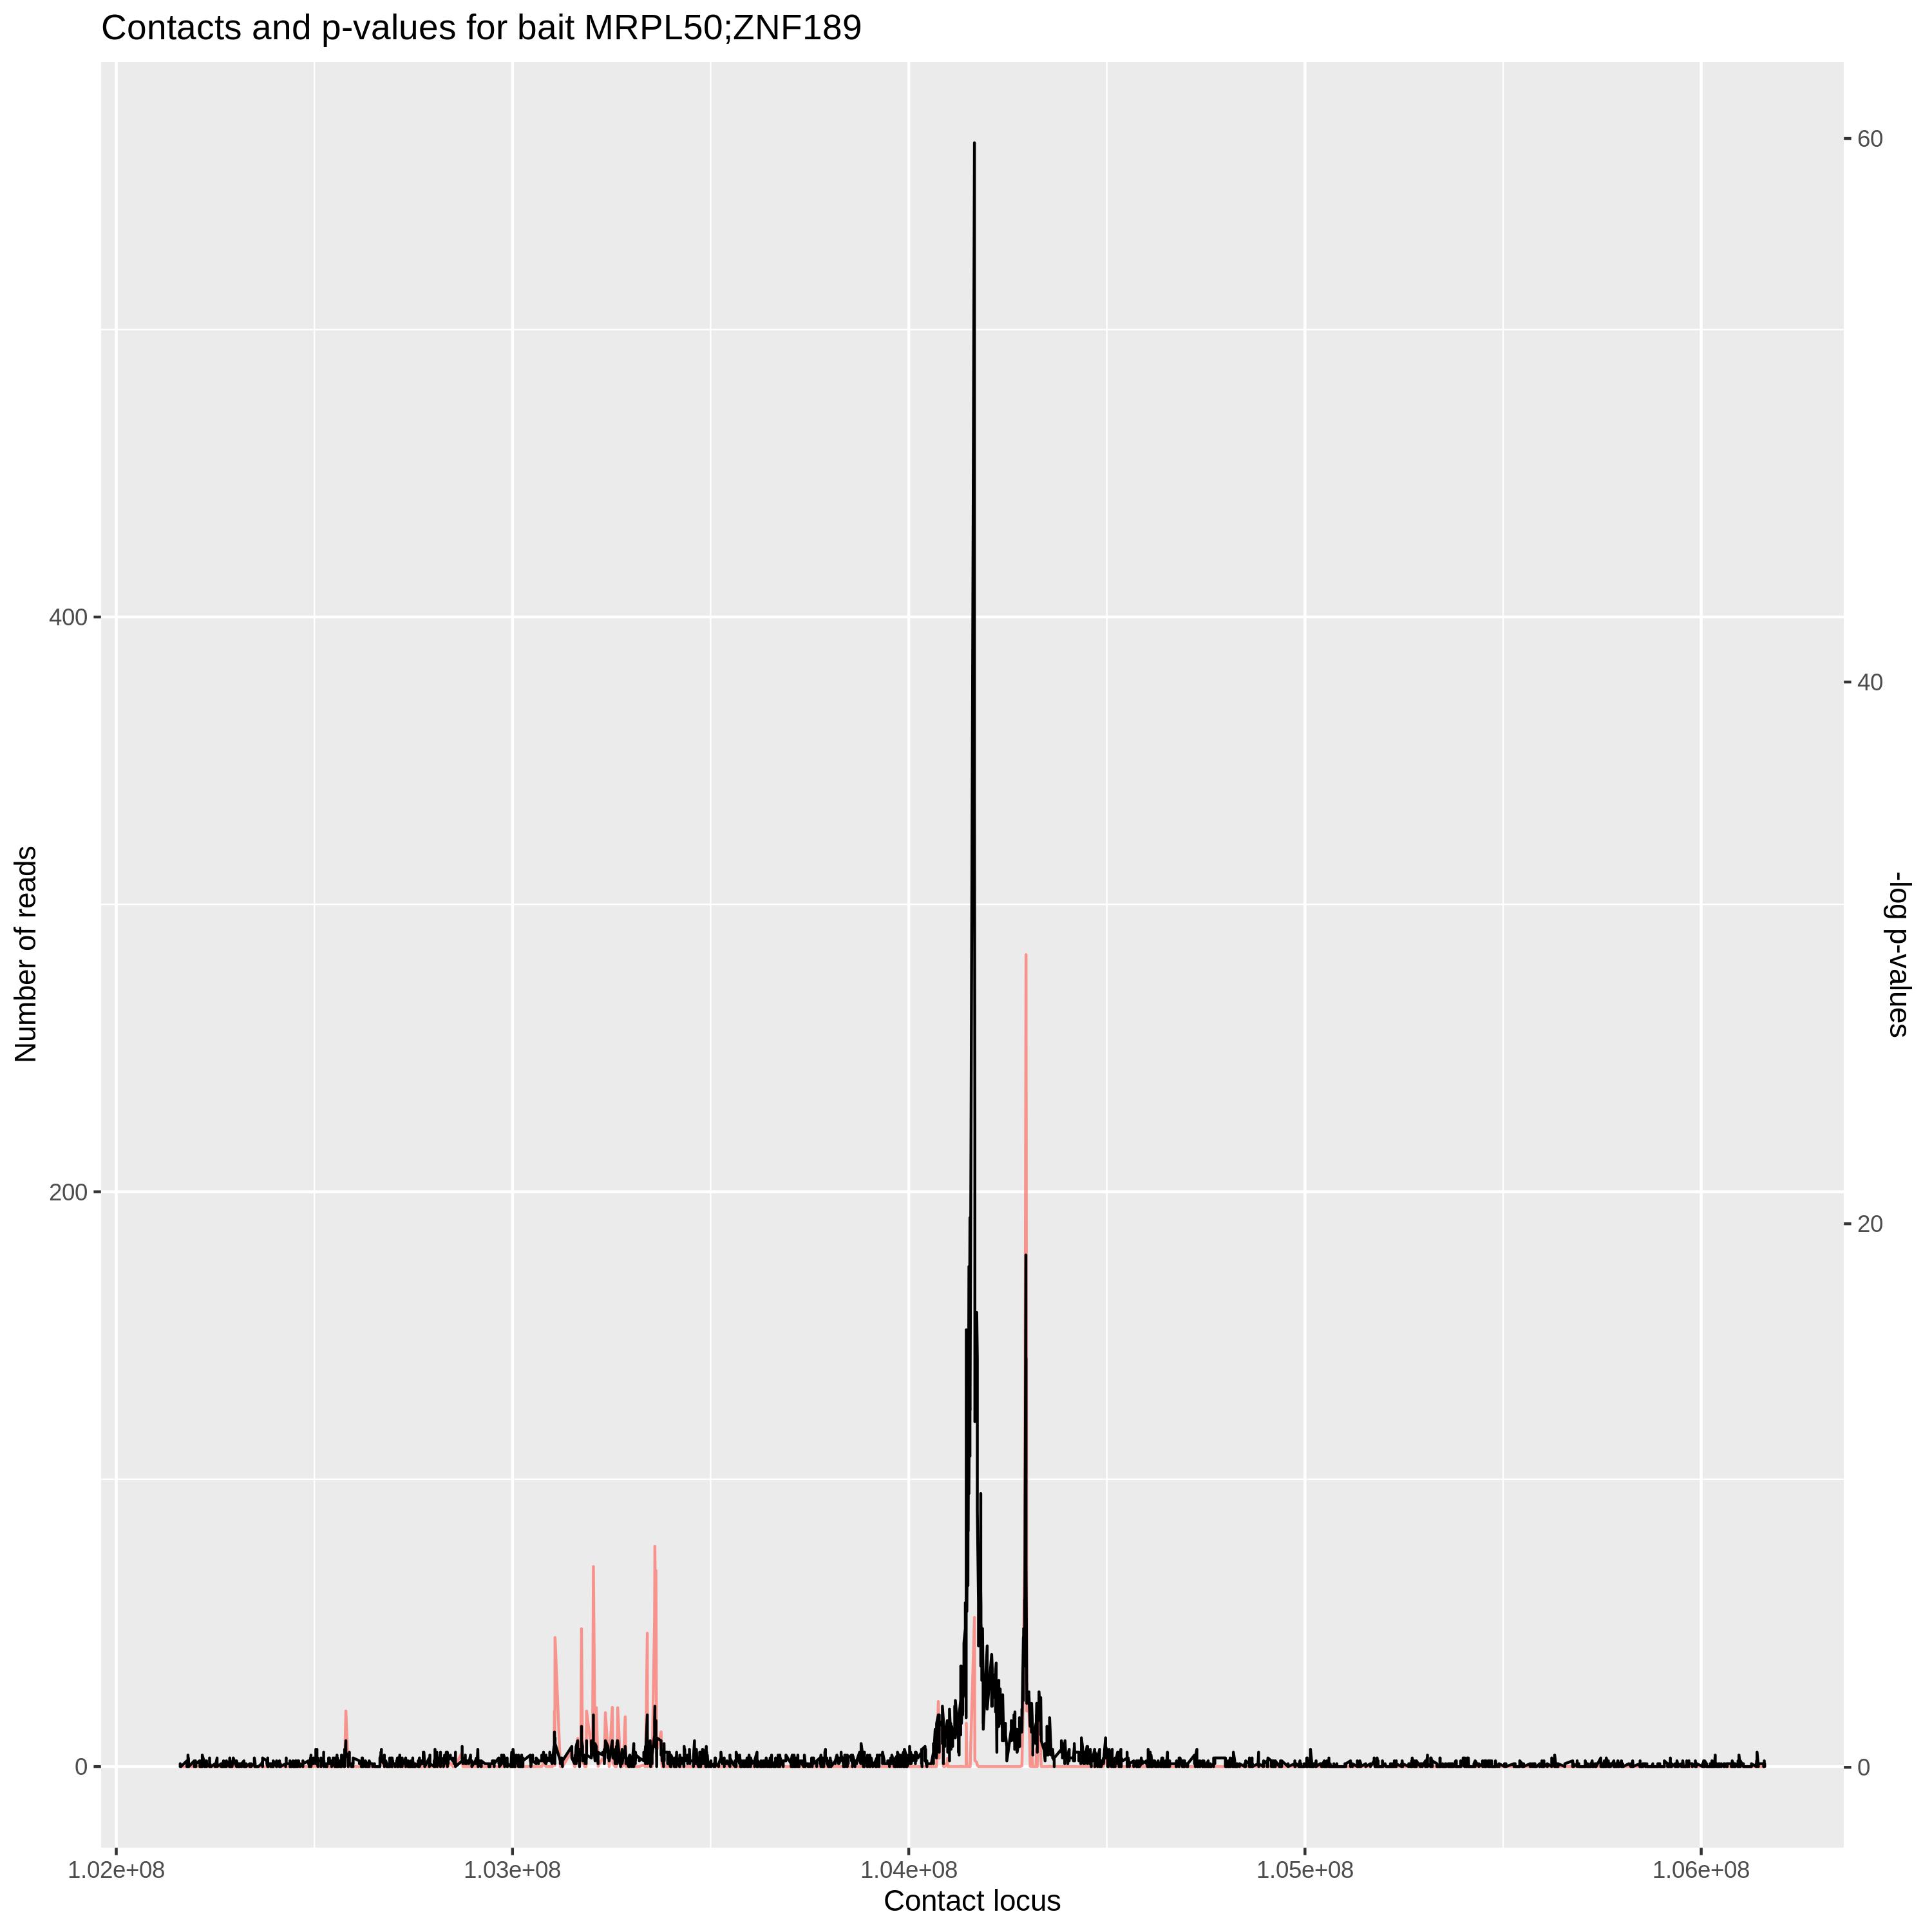 Contacts and p-values for bait MRPL50;ZNF189
60
400
40
Number of reads
-log p-values
200
20
0
0
1.02e+08
1.03e+08
1.04e+08
1.05e+08
1.06e+08
Contact locus